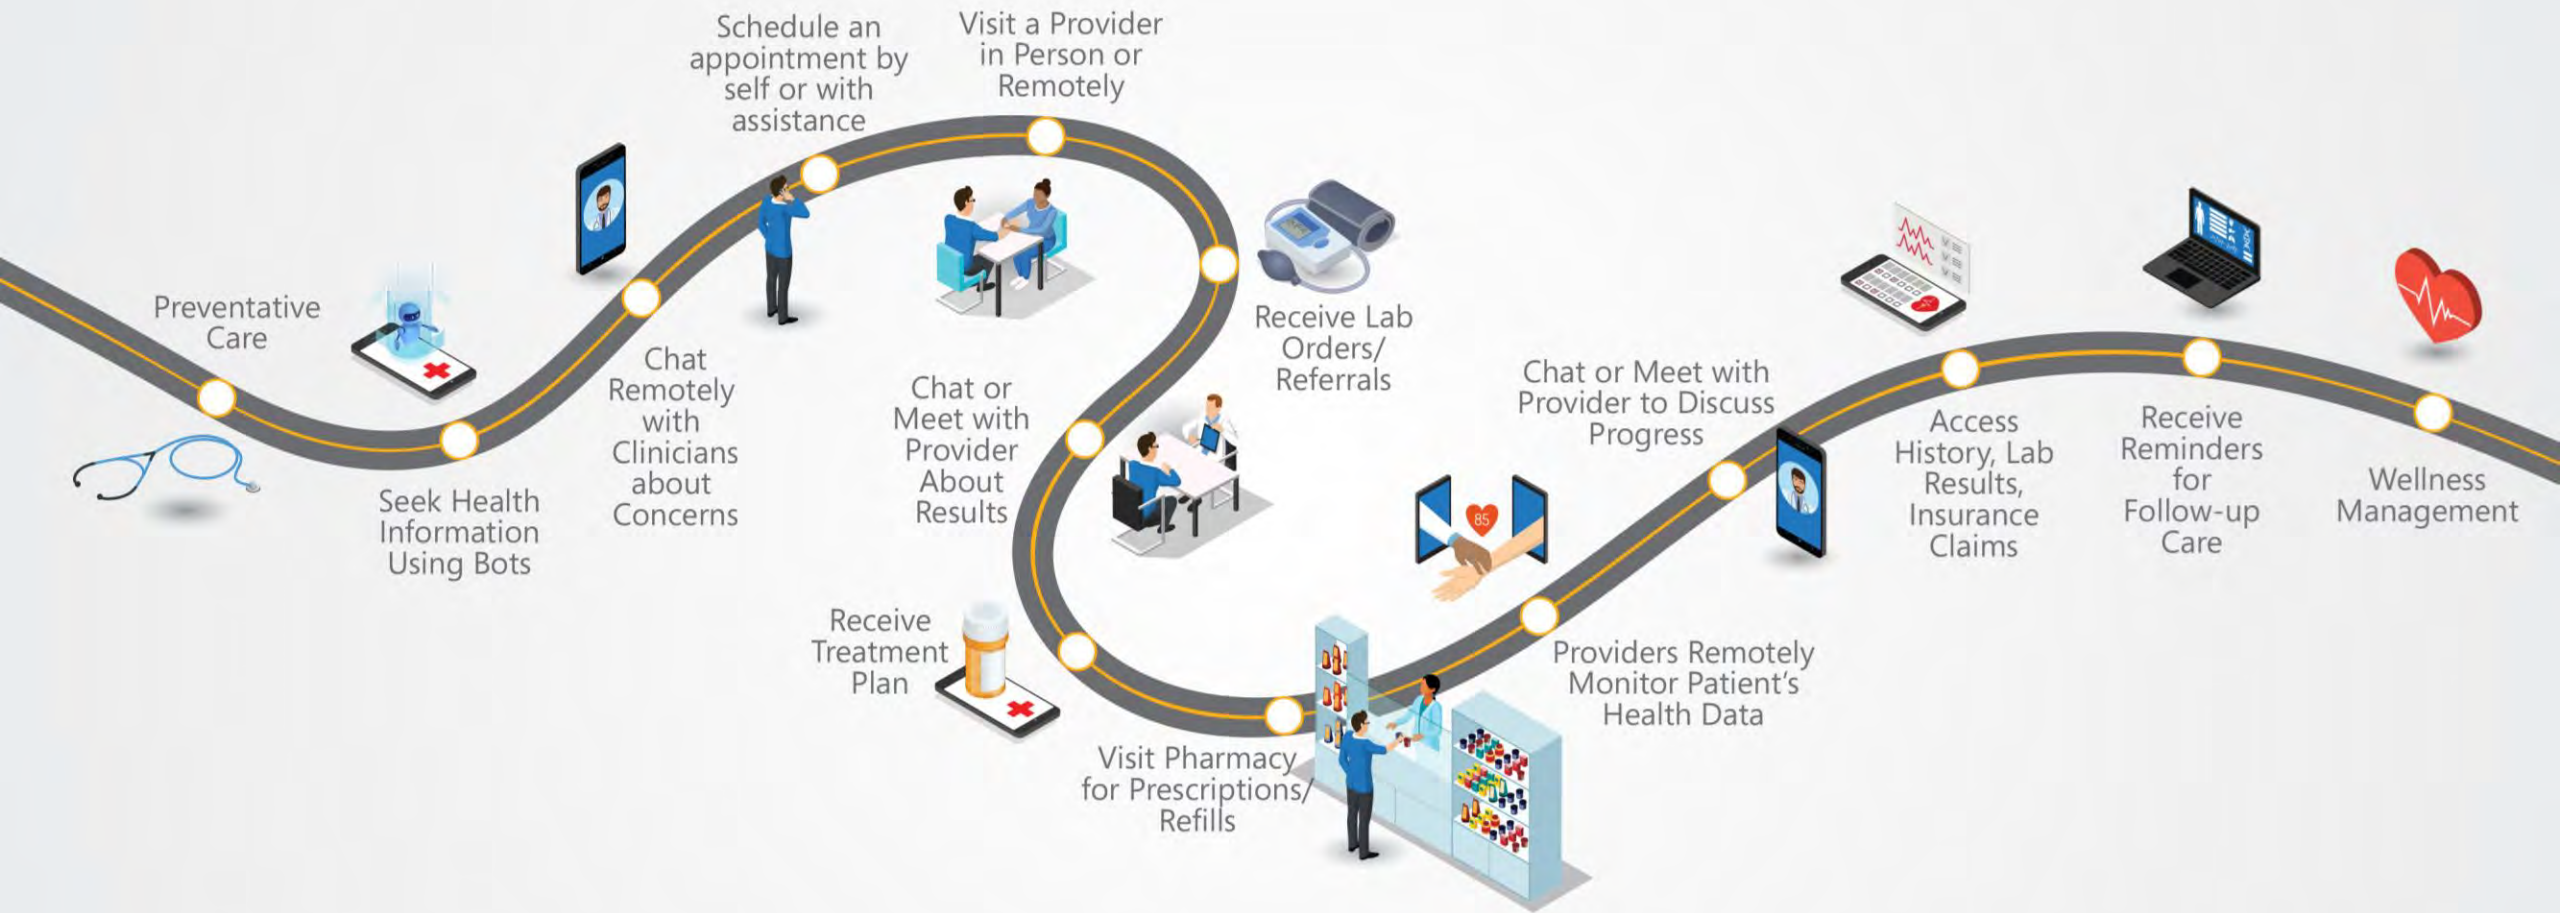 Preventative
Care
Seek Health
Information
Using Bots
Chat
Remotely
with
Clinicians
about
Concerns
Schedule an
appointment by
self or with
assistance
Visit a Provider
in Person or
Remotely
Receive Lab
Orders/
Referrals
Chat or
Meet with
Provider
About
Results
Receive
Treatment
Plan
Visit Pharmacy
for Prescriptions/
Refills
85
Providers Remotely
Monitor Patient's
Health Data
Chat or Meet with
Provider to Discuss
Progress
Access
History, Lab
Results,
Insurance
Claims
Receive
Reminders
for
Follow-up
Care
Wellness
Management